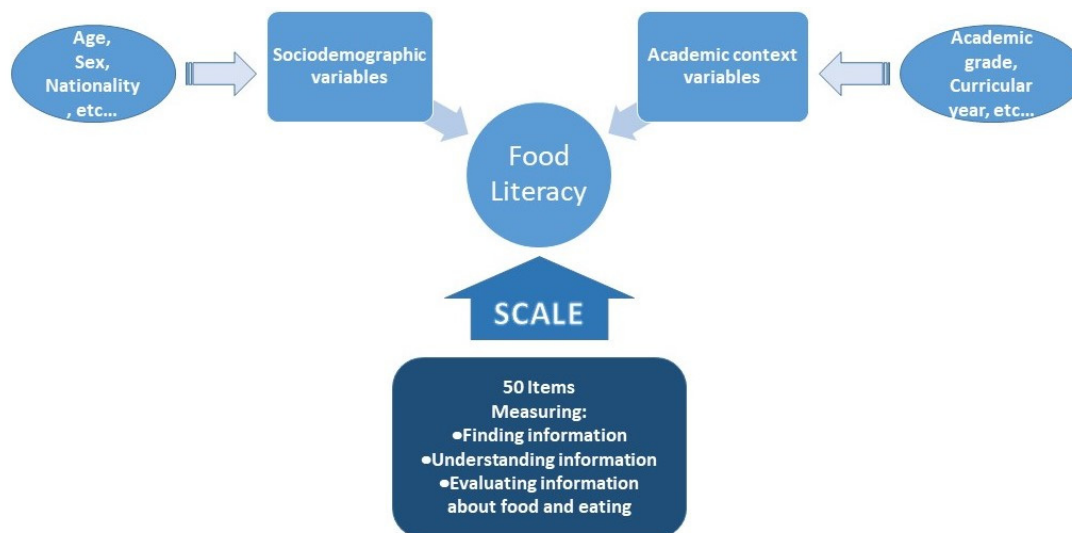 Age,
Sex,
Nationality
, etc...
Sociodemographic
variables
Academic context
variables
Academic
grade,
Curricular
year, etc...
Food
Literacy
SCALE
50 Items
Measuring:
●Finding information
●Understanding information
●Evaluating information
about food and eating